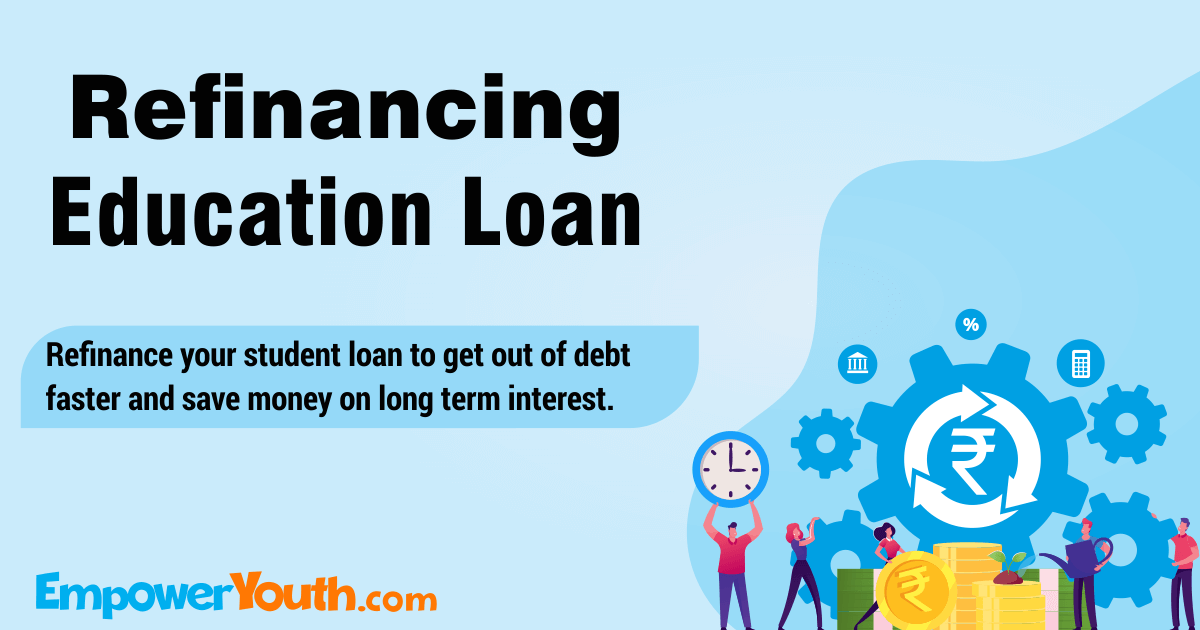 Refinancing
Education Loan
Refinance your student loan to get out of debt
faster and save money on long term interest.
%
₹
₹
EmpowerYouth.com